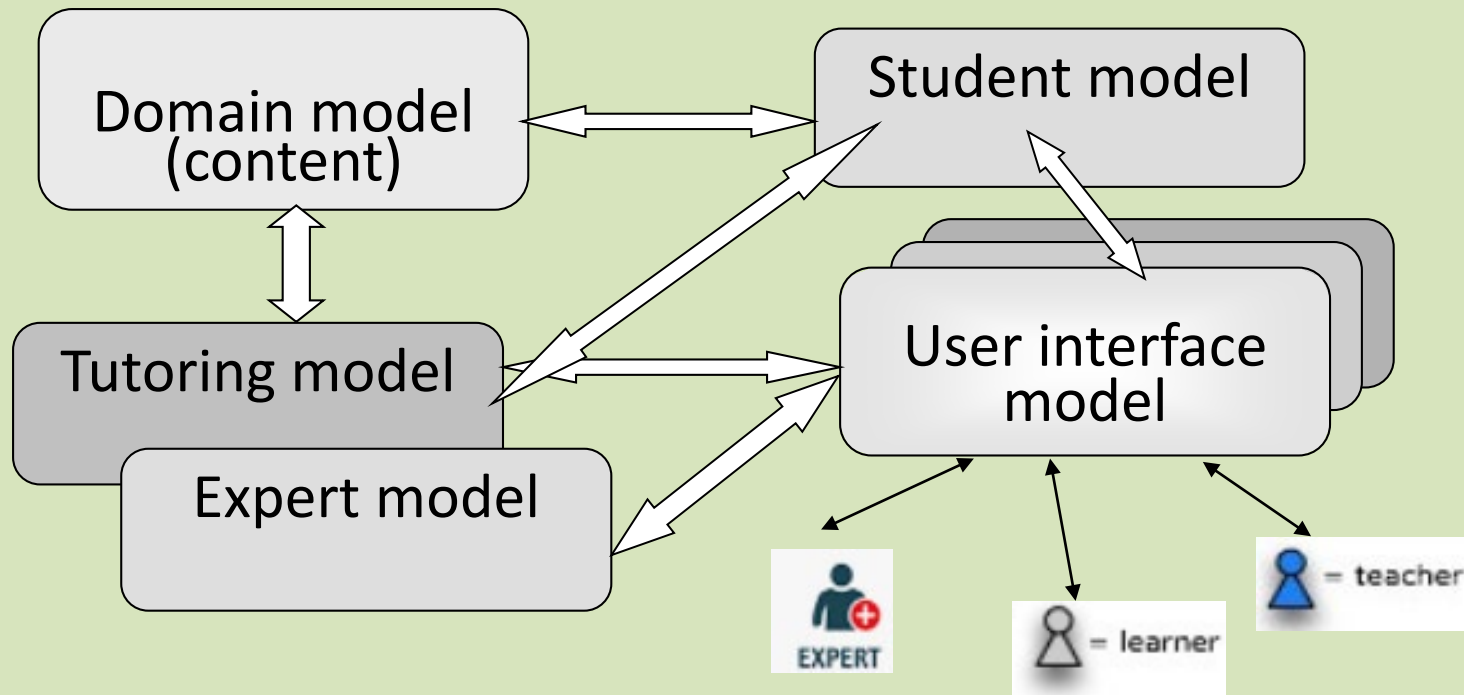 Domain model
(content)
Student model
Tutoring model
User interface
model
Expert model
EXPERT
= learner
= teacher